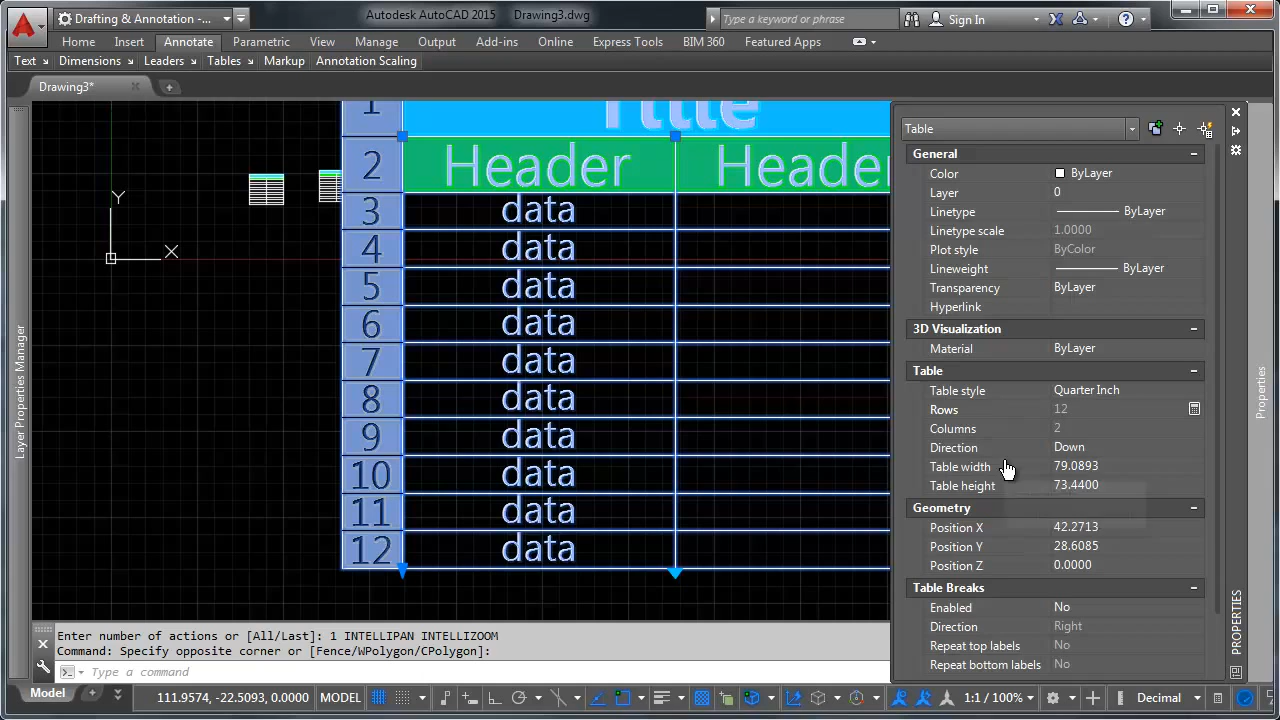 Drafting & Annotation -
Autodesk AutoCAD 2015 Drawing3.dwg
Type a keyword or phrase
Sign In
Home Insert Annotate Parametric View Manage Output Add-ins Online Express Tools BIM 360 Featured Apps
Text Dimensions Leaders Tables Markup Annotation Scaling
Drawing3*
Layer Properties Manager
Y
X
1 Title
2 Header Header
3 data
4 data
5 data
6 data
7 data
8 data
9 data
10 data
11 data
12 data
Table
General
Color ByLayer
Layer 0
Linetype ByLayer
Linetype scale 1.0000
Plot style ByColor
Lineweight ByLayer
Transparency ByLayer
Hyperlink
3D Visualization
Material ByLayer
Table
Table style Quarter Inch
Rows 12
Columns 2
Direction Down
Table width 79.0893
Table height 73.4400
Geometry
Position X 42.2713
Position Y 28.6085
Position Z 0.0000
Table Breaks
Enabled No
Direction Right
Repeat top labels No
Repeat bottom labels No
Properties
PROPERTIES
Enter number of actions or [All/Last]: 1 INTELLIPAN INTELLIZOOM
Command: Specify opposite corner or [Fence/WPolygon/CPolygon]:
Type a command
Model 111.9574, -22.5093, 0.0000 MODEL 1:1 / 100% Decimal